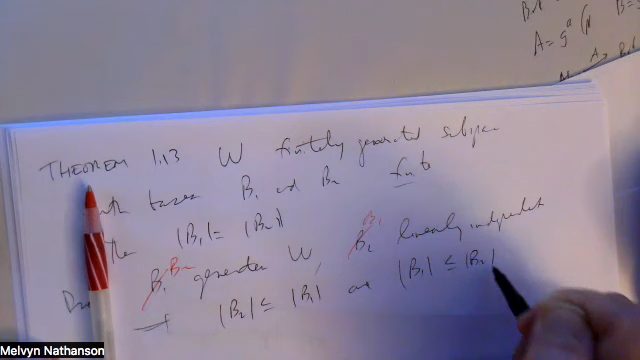 B =
A = g
THEOREM 1.13 W finitely generated subspace
with bases B₁ and B₂ finite
then |B₁| = |B₂|
B₁ B₂ generates W, B₂ B₁ linearly independent
⇒ |B₂| ≤ |B₁| and |B₁| ≤ |B₂|
Melvyn Nathanson